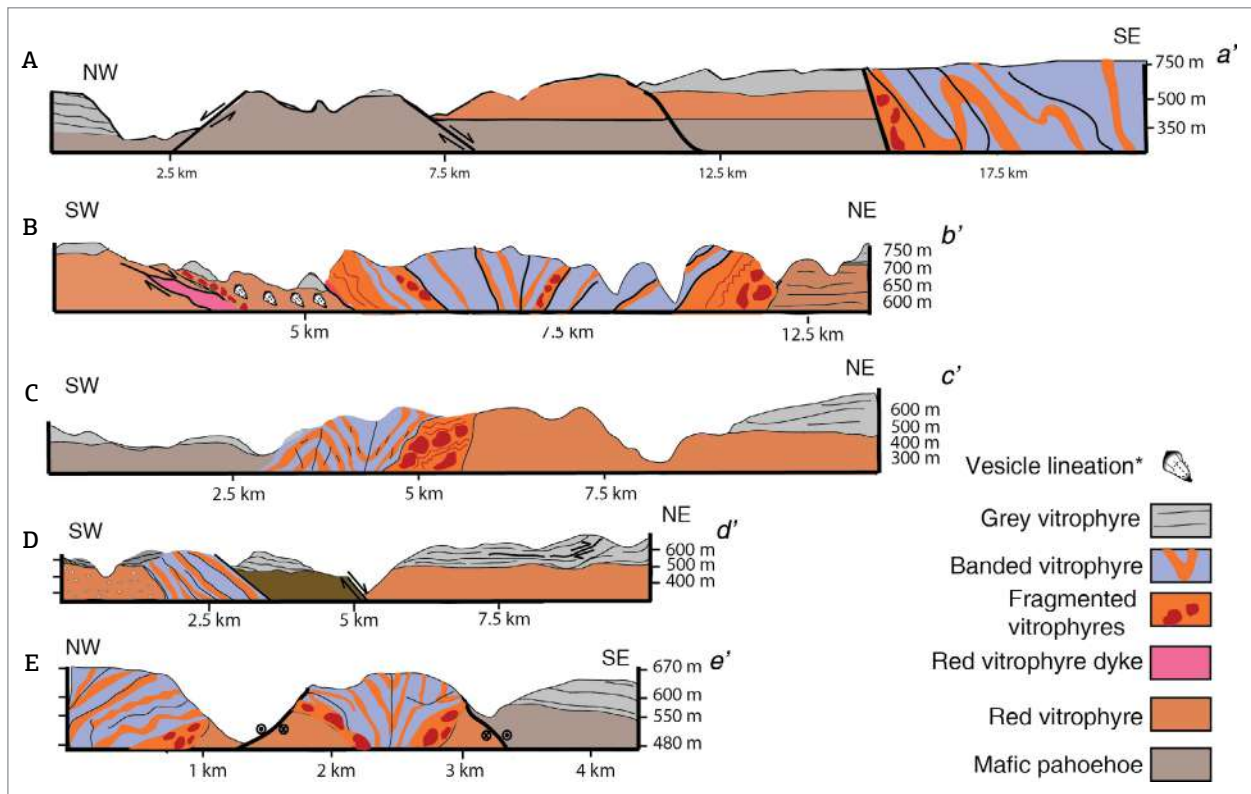 A
NW
SE
a'
750 m
500 m
350 m
2.5 km
7.5 km
12.5 km
17.5 km
B
SW
NE
b'
750 m
700 m
650 m
600 m
5 km
7.5 km
12.5 km
C
SW
NE
c'
600 m
500 m
400 m
300 m
2.5 km
5 km
7.5 km
D
SW
NE
d'
600 m
500 m
400 m
2.5 km
5 km
7.5 km
E
NW
SE
e'
670 m
600 m
550 m
480 m
1 km
2 km
3 km
4 km
Vesicle lineation*
Grey vitrophyre
Banded vitrophyre
Fragmented
vitrophyres
Red vitrophyre dyke
Red vitrophyre
Mafic pahoehoe